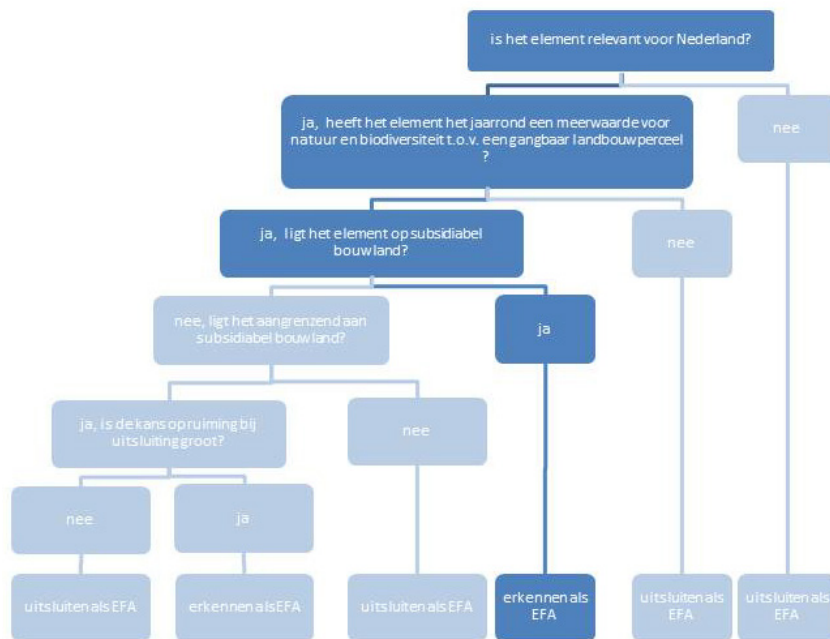 is het element relevant voor Nederland?
ja, heeft het element het jaarrond een meerwaarde voor
natuur en biodiversiteit t.o.v. een gangbaar landbouwperceel
?
nee
ja, ligt het element op subsidiabel
bouwland?
nee
nee, ligt het aangrenzend aan
subsidiabel bouwland?
ja
ja, is de kans op ruiming bij
uitsluiting groot?
nee
nee
ja
uitsluiten als EFA
erkennen als EFA
uitsluiten als EFA
erkennen als
EFA
uitsluiten als
EFA
uitsluiten als
EFA